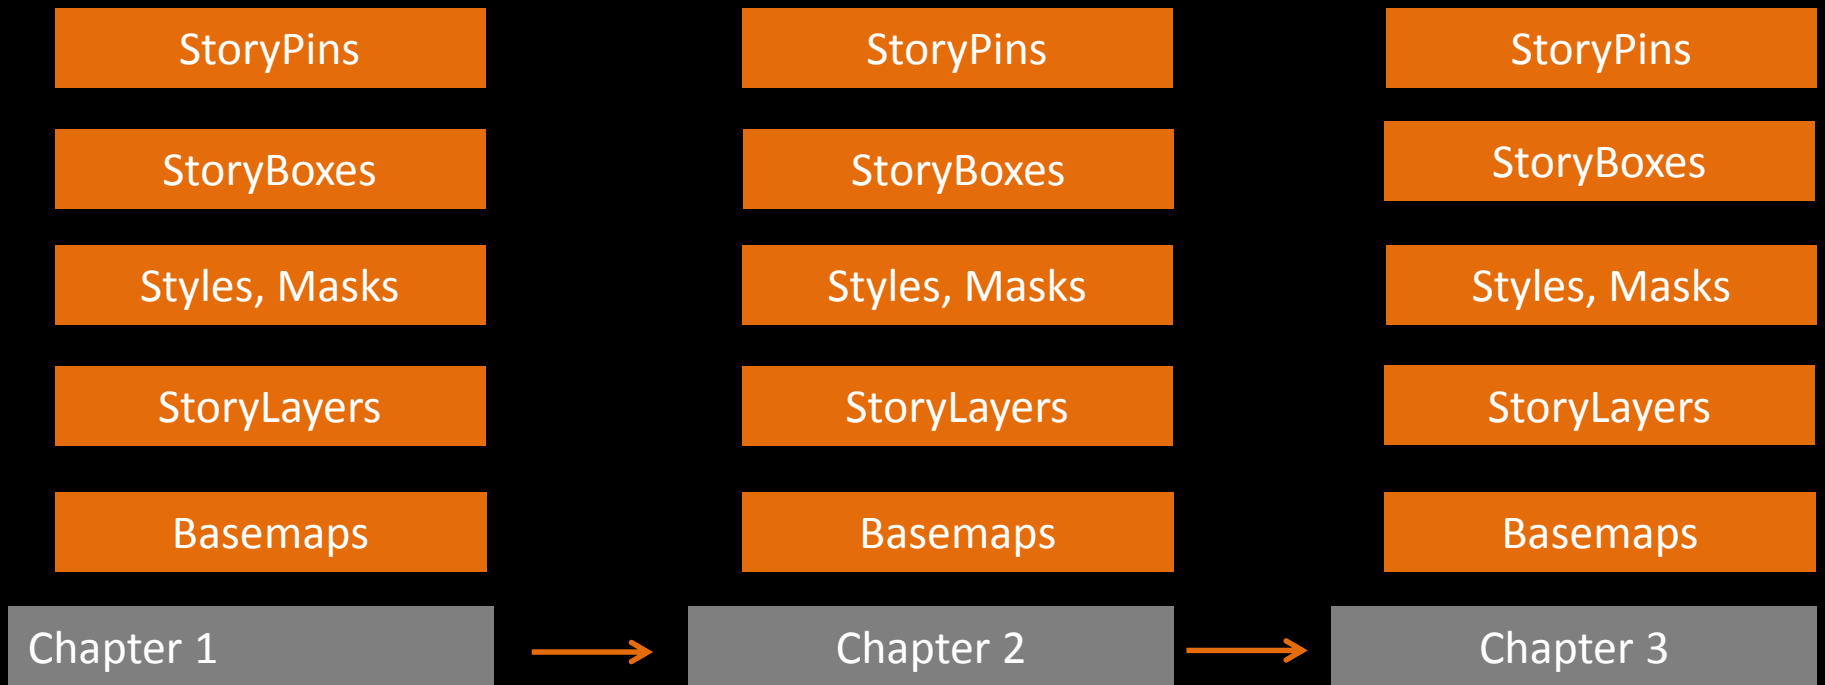 StoryPins
StoryBoxes
Styles, Masks
StoryLayers
Basemaps
Chapter 1
StoryPins
StoryBoxes
Styles, Masks
StoryLayers
Basemaps
Chapter 2
StoryPins
StoryBoxes
Styles, Masks
StoryLayers
Basemaps
Chapter 3